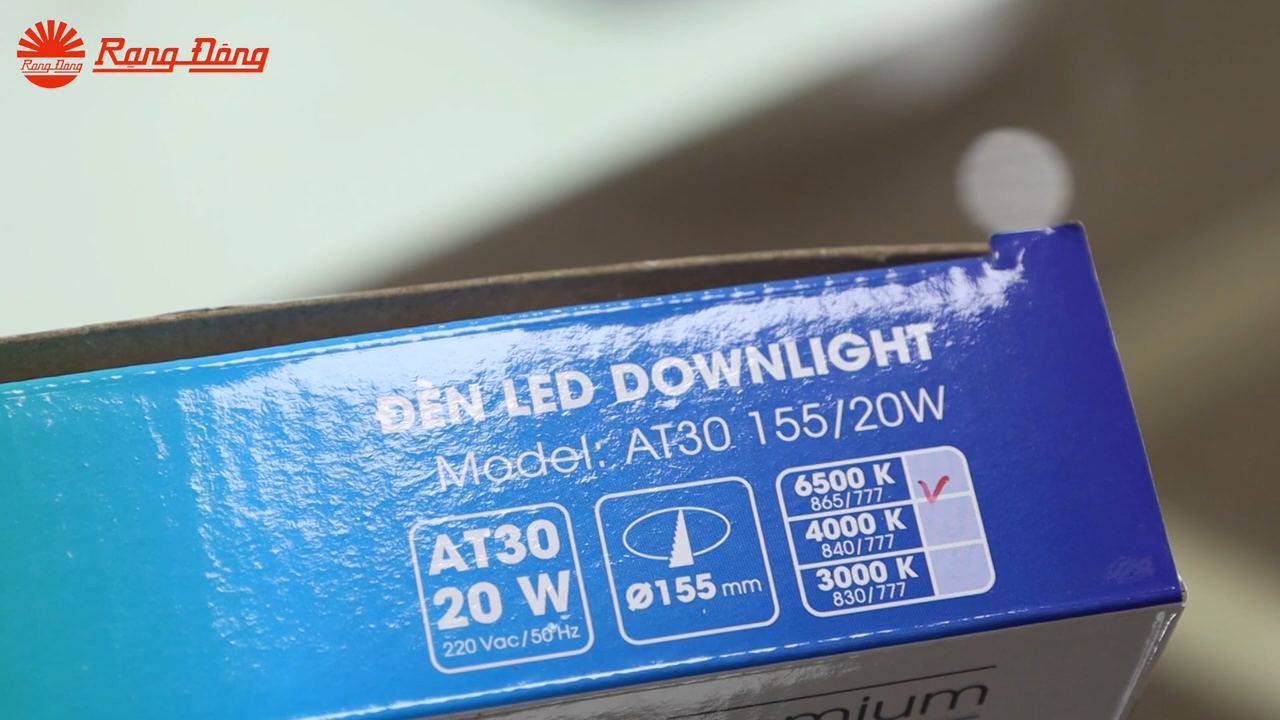 Rạng Đông
Rạng Đông
ĐÈN LED DOWNLIGHT
Model: AT30 155/20W
AT30
20 W
220 Vac/50 Hz
Ø155 mm
6500 K
865/777
4000 K
840/777
3000 K
830/777
mium